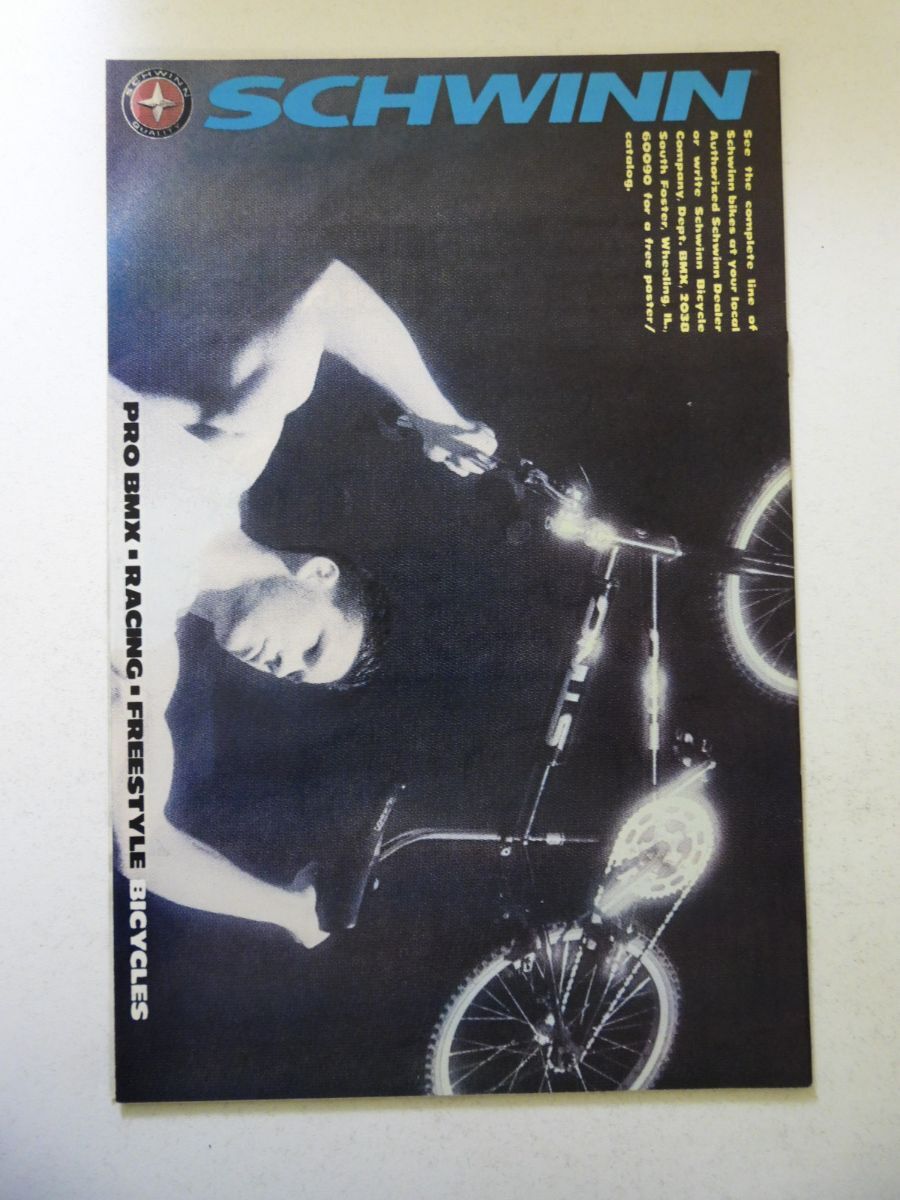 SCHWINN
QUALITY
SCHWINN
See the complete line of
Schwinn bikes at your local
Authorized Schwinn Dealer
or write Schwinn Bicycle
Company, Dept. BMX, 2038
South Foster, Wheeling, IL,
60090 for a free poster/
catalog.
PRO BMX ▪ RACING ▪ FREESTYLE BICYCLES